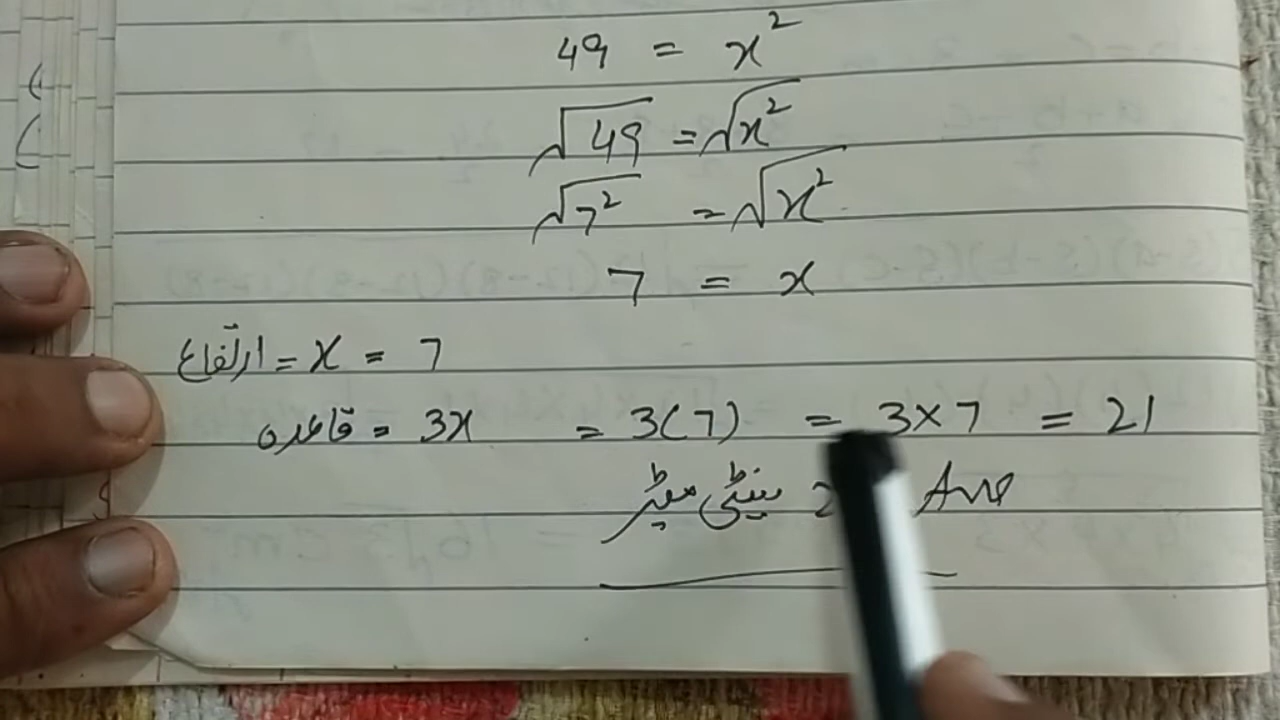 49 = x²
√49 = √x²
√7² = √x²
7 = x
ارتفاع = x = 7
قاعدہ = 3x = 3(7) = 3×7 = 21
سینٹی میٹر Ans